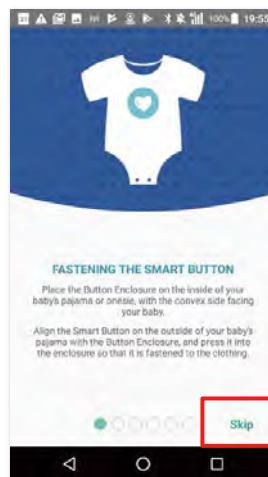 100% 19:55
FASTENING THE SMART BUTTON
Place the Button Enclosure on the inside of your
baby's pajama or onesie, with the convex side facing
your baby.
Align the Smart Button on the outside of your baby's
pajama with the Button Enclosure, and press it into
the enclosure so that it is fastened to the clothing.
Skip